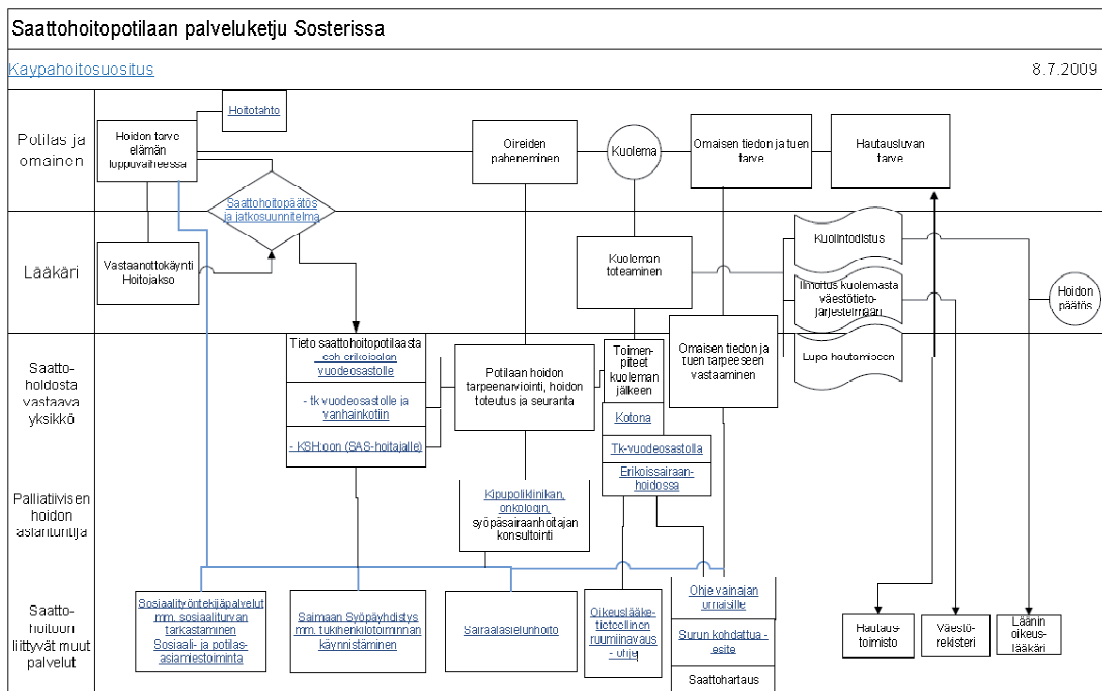 Saattohoitopotilaan palveluketju Sosterissa
Käypähoitosuositus
8.7.2009
Potilas ja
omainen
Hoidon tarve
elämän
loppuvaiheessa
Hoitotahto
Oireiden
paheneminen
Kuolema
Omaisen tiedon ja tuen
tarve
Hautausluvan
tarve
Saattohoitopäätös
ja jatkosuunnitelma
Lääkäri
Vastaanottokäynti
Hoitojakso
Kuoleman
toteaminen
Kuolintodistus
Ilmoitus kuolemasta
väestötieto-
järjestelmään
Hoidon
päätös
Lupa hautamiseen
Saatto-
hoidosta
vastaava
yksikkö
Tieto saattohoitopotilaasta
- esh erikoisalan
vuodeosastolle
- tk vuodeosastolle ja
vanhainkotiin
- KSH:oon (SAS-hoitajalle)
Potilaan hoidon
tarpeenarviointi, hoidon
toteutus ja seuranta
Toimen-
piteet
kuoleman
jälkeen
Kotona
Tk-vuodeosastolla
Erikoissairaan-
hoidossa
Omaisen tiedon ja
tuen tarpeeseen
vastaaminen
Palliatiivisen
hoidon
asiantuntija
Kipupoliklinikan,
onkologin,
syöpäsairaanhoitajan
konsultointi
Saatto-
hoitoon
liittyvät muut
palvelut
Sosiaalityöntekijäpalvelut
mm. sosiaaliturvan
tarkastaminen
Sosiaali- ja potilas-
asiamiestoiminta
Saimaan Syöpäyhdistys
mm. tukihenkilötoiminnan
käynnistäminen
Sairaalasielunhoito
Oikeuslääke-
tieteellinen
ruumiinavaus
- ohje
Ohje vainajan
omaisille
Surun kohdattua -
esite
Saattohartaus
Hautaus-
toimisto
Väestö-
rekisteri
Läänin
oikeus-
lääkäri